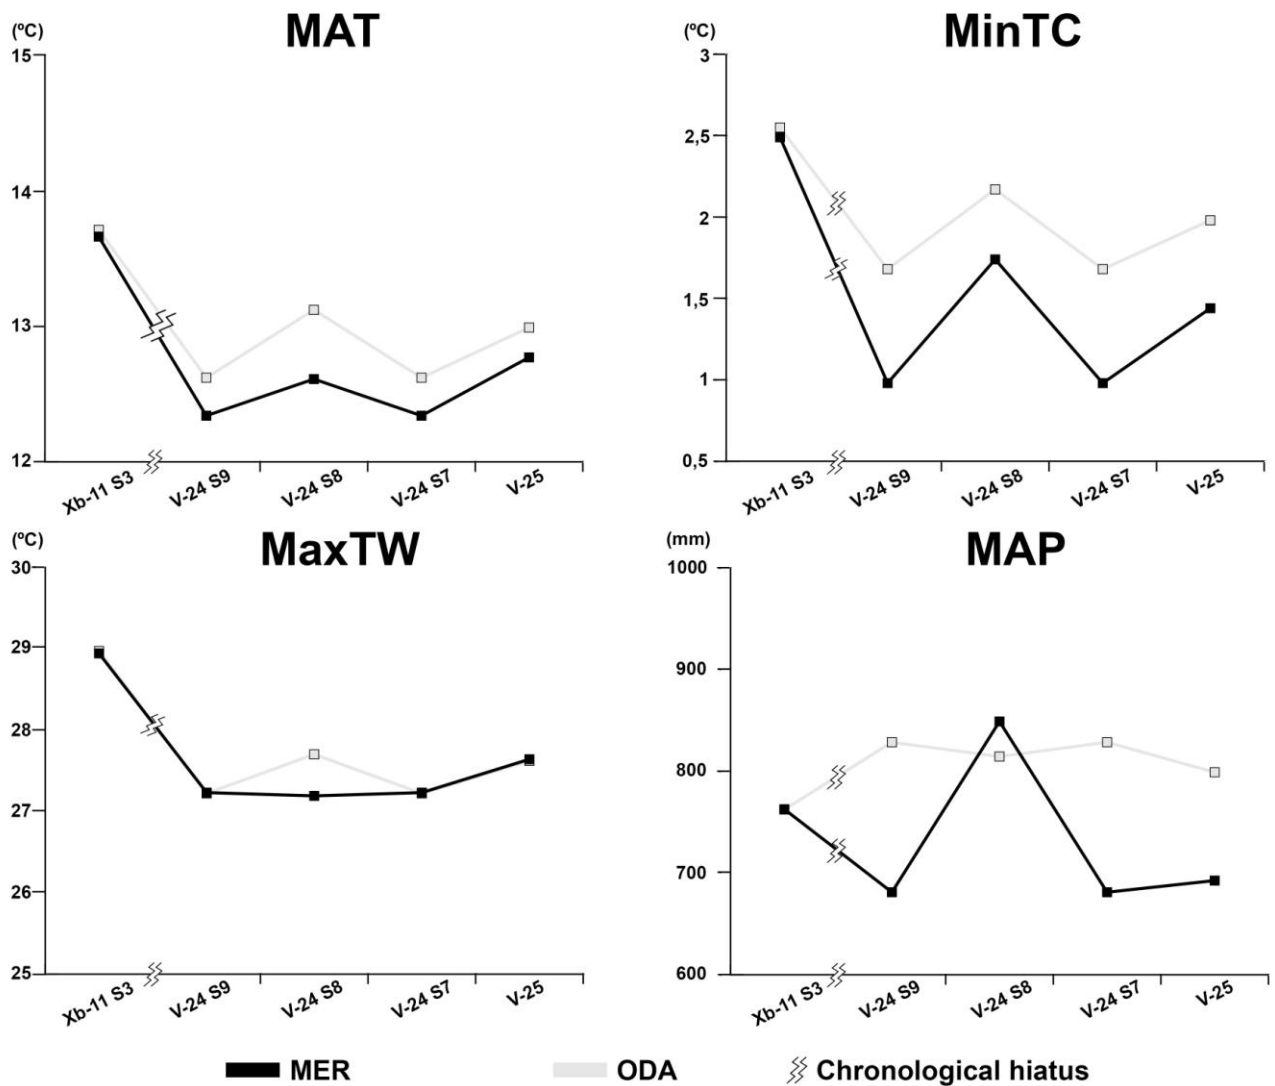 MAT
(ºC)
15
14
13
12
Xb-11 S3
V-24 S9
V-24 S8
V-24 S7
V-25
MinTC
(ºC)
3
2,5
2
1,5
1
0,5
Xb-11 S3
V-24 S9
V-24 S8
V-24 S7
V-25
MaxTW
(ºC)
30
29
28
27
26
25
Xb-11 S3
V-24 S9
V-24 S8
V-24 S7
V-25
MAP
(mm)
1000
900
800
700
600
Xb-11 S3
V-24 S9
V-24 S8
V-24 S7
V-25
MER
ODA
Chronological hiatus